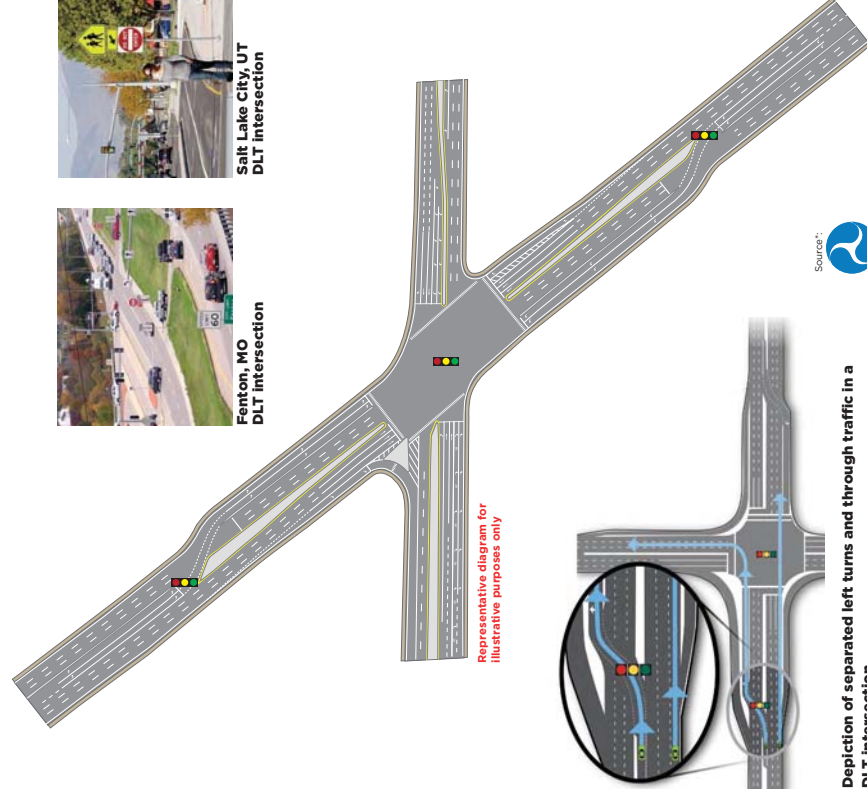 Salt Lake City, UT
DLT intersection
Fenton, MO
DLT intersection
Representative diagram for
illustrative purposes only
Source*:
Depiction of separated left turns and through traffic in a
DLT intersection